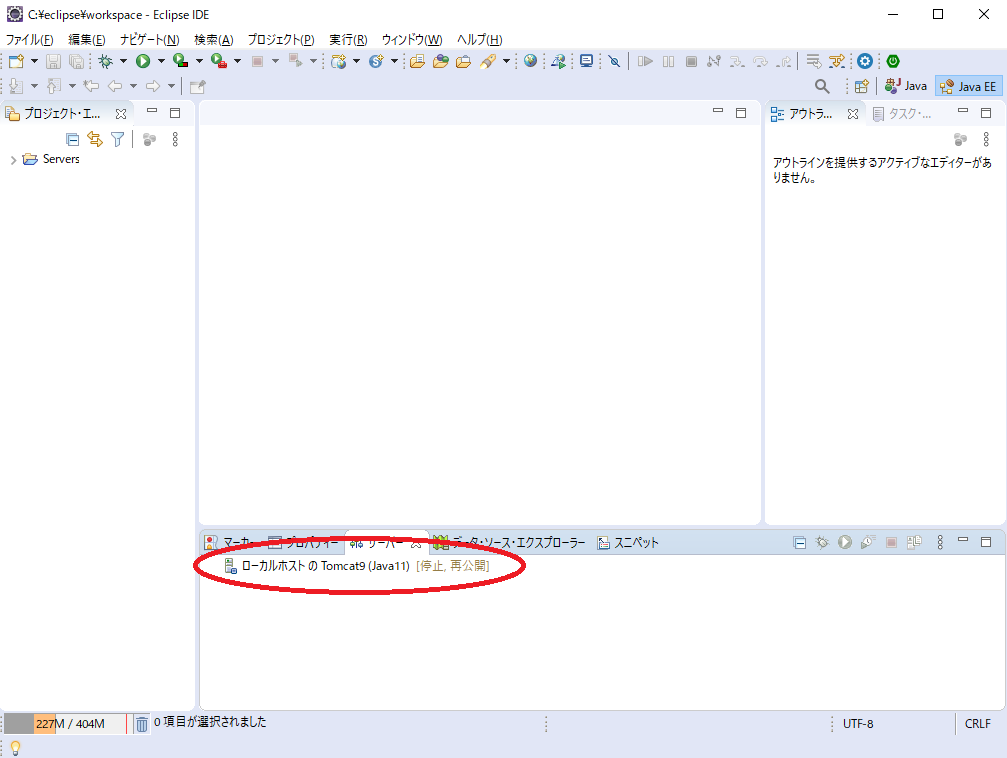 C:¥eclipse¥workspace - Eclipse IDE
ファイル(F) 編集(E) ナビゲート(N) 検索(A) プロジェクト(P) 実行(R) ウインドウ(W) ヘルプ(H)
Java Java EE
プロジェクト・エ...
アウトラ... タスク・...
Servers
アウトラインを提供するアクティブなエディターがあ
りません。
マーカー プロパティー サーバー データ・ソース・エクスプローラー スニペット
ローカルホスト の Tomcat9 (Java11) [停止, 再公開]
227M / 404M 0 項目が選択されました UTF-8 CRLF